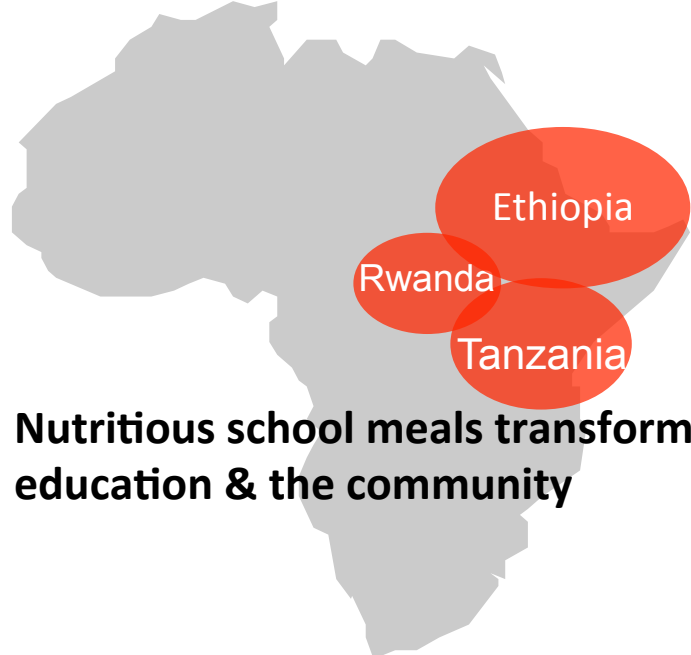 Ethiopia
Rwanda
Tanzania
Nutritious school meals transform
education & the community